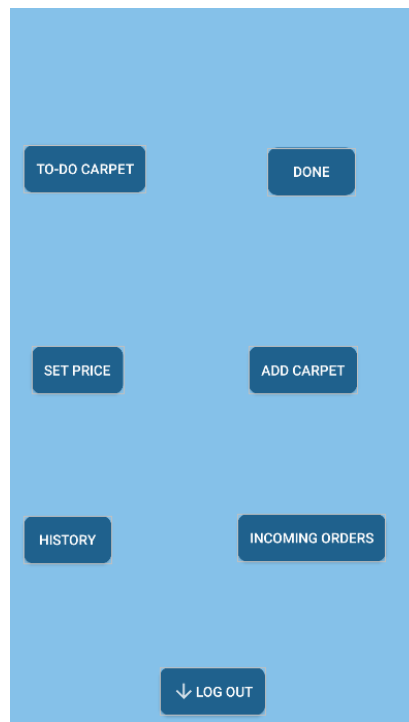 TO-DO CARPET
DONE
SET PRICE
ADD CARPET
HISTORY
INCOMING ORDERS
LOG OUT